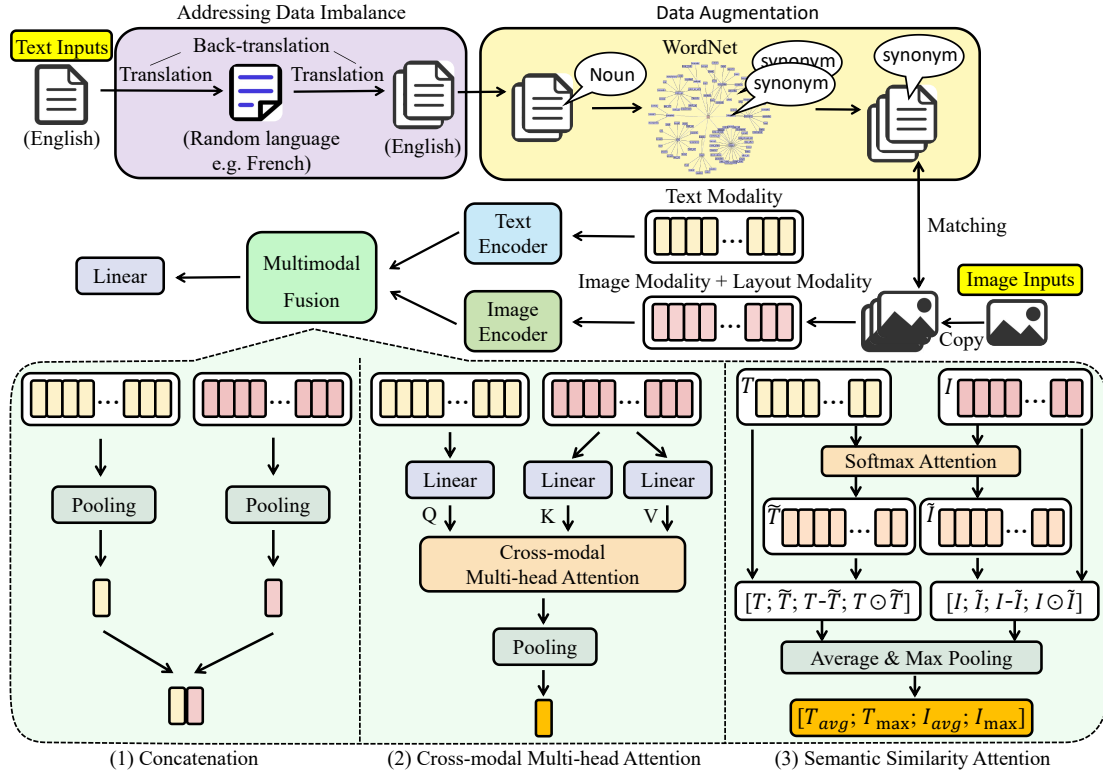 Addressing Data Imbalance
Data Augmentation
Text Inputs
(English)
Back-translation
Translation
Translation
(Random language
e.g. French)
(English)
Noun
WordNet
synonym
synonym
synonym
Matching
Text Modality
Text
Encoder
Image Modality + Layout Modality
Image
Encoder
Image Inputs
Copy
Multimodal
Fusion
Linear
... ...
Pooling Pooling
(1) Concatenation
... ...
Linear Linear Linear
Q K V
Cross-modal
Multi-head Attention
Pooling
(2) Cross-modal Multi-head Attention
T ... I ...
Softmax Attention
T̃ ... Ĩ ...
[T; T̃; T-T̃; T⊙T̃] [I; Ĩ; I-Ĩ; I⊙Ĩ]
Average & Max Pooling
[T_avg; T_max; I_avg; I_max]
(3) Semantic Similarity Attention